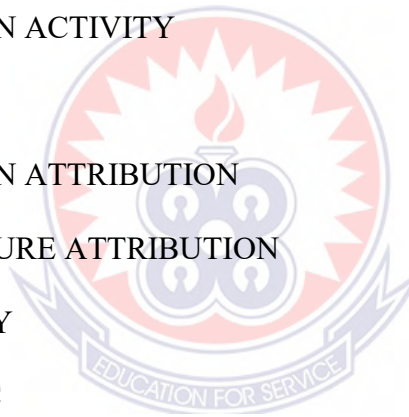 N ACTIVITY
N ATTRIBUTION
URE ATTRIBUTION
Y
EDUCATION FOR SERVICE